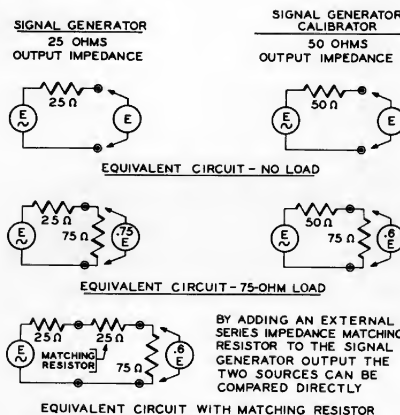 SIGNAL GENERATOR
25 OHMS
OUTPUT IMPEDANCE
SIGNAL GENERATOR
CALIBRATOR
50 OHMS
OUTPUT IMPEDANCE
25Ω
E
E
50Ω
E
E
EQUIVALENT CIRCUIT - NO LOAD
25Ω
E
75Ω
.75
E
50Ω
E
75Ω
.6
E
EQUIVALENT CIRCUIT - 75-OHM LOAD
25Ω
25Ω
E
MATCHING
RESISTOR
75Ω
.6
E
BY ADDING AN EXTERNAL
SERIES IMPEDANCE MATCHING
RESISTOR TO THE SIGNAL
GENERATOR OUTPUT THE
TWO SOURCES CAN BE
COMPARED DIRECTLY
EQUIVALENT CIRCUIT WITH MATCHING RESISTOR